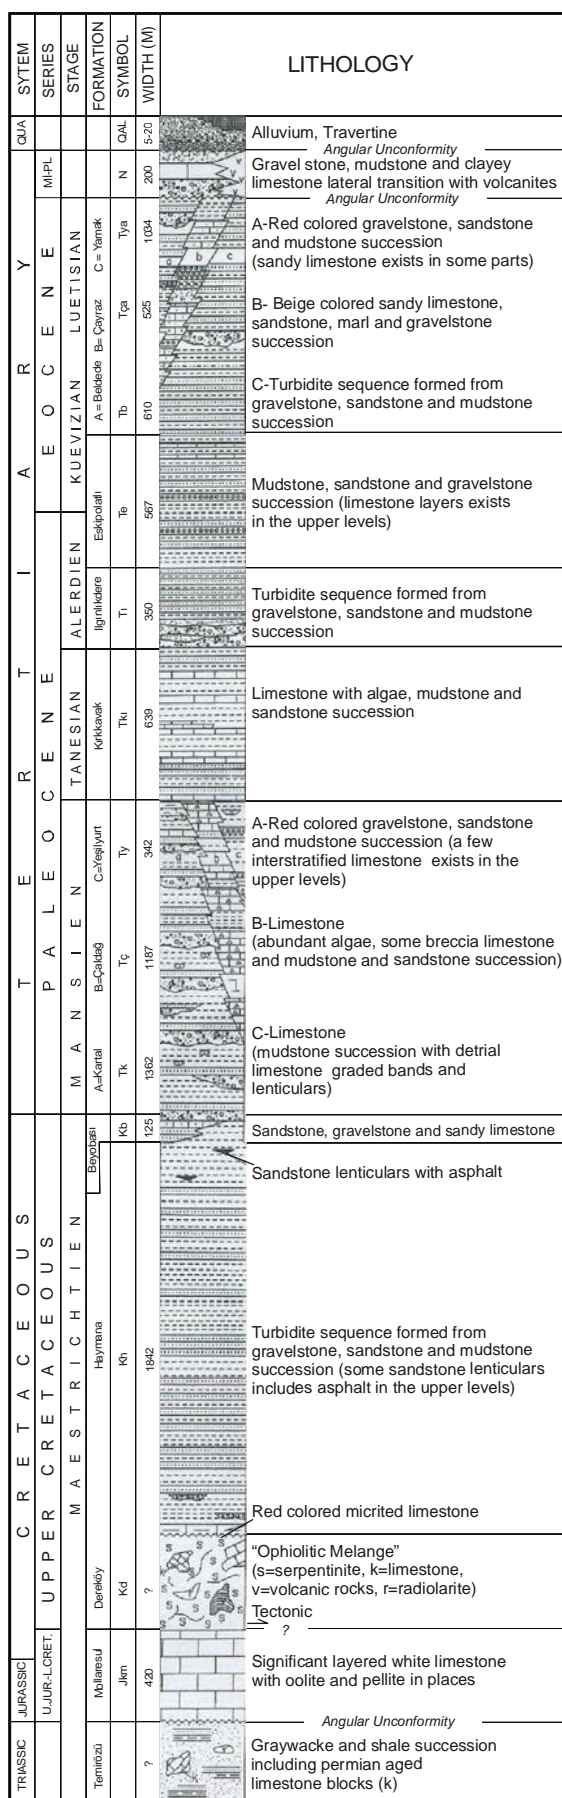 SYTEM
SERIES
STAGE
FORMATION
SYMBOL
WIDTH (M)
LITHOLOGY
QUA
QAL
5-20
Alluvium, Travertine
Angular Unconformity
MI-PL
N
200
Gravel stone, mudstone and clayey
limestone lateral transition with volcanites
Angular Unconformity
TERTIARY
EOCENE
LUETISIAN
KUEVIZIAN
A = Beldede B= Çayraz C = Yamak
Tya
1034
Tça
525
Tb
610
b
c
A-Red colored gravelstone, sandstone
and mudstone succession
(sandy limestone exists in some parts)
B- Beige colored sandy limestone,
sandstone, marl and gravelstone
succession
C-Turbidite sequence formed from
gravelstone, sandstone and mudstone
succession
Eskipolatlı
Te
567
Mudstone, sandstone and gravelstone
succession (limestone layers exists
in the upper levels)
PALEOCENE
ALERDIEN
Ilgınlıkdere
Tı
350
Turbidite sequence formed from
gravelstone, sandstone and mudstone
succession
TANESIAN
Kırkkavak
Tkı
639
Limestone with algae, mudstone and
sandstone succession
MANSIEN
A=Kartal B=Çaldağ C=Yeşilyurt
Ty
342
Tç
1187
Tk
1362
b
c
A-Red colored gravelstone, sandstone
and mudstone succession (a few
interstratified limestone exists in the
upper levels)
B-Limestone
(abundant algae, some breccia limestone
and mudstone and sandstone succession)
C-Limestone
(mudstone succession with detrial
limestone graded bands and
lenticulars)
CRETACEOUS
UPPER CRETACEOUS
MAESTRICHTIEN
Beyobası
Kb
125
Sandstone, gravelstone and sandy limestone
Sandstone lenticulars with asphalt
Haymana
Kh
1842
Turbidite sequence formed from
gravelstone, sandstone and mudstone
succession (some sandstone lenticulars
includes asphalt in the upper levels)
Red colored micrited limestone
Dereköy
Kd
?
"Ophiolitic Melange"
(s=serpentinite, k=limestone,
v=volcanic rocks, r=radiolarite)
Tectonic
?
JURASSIC
U.JUR.-L.CRET.
Mollaresul
Jkm
420
Significant layered white limestone
with oolite and pellite in places
Angular Unconformity
TRIASSIC
Temirözü
?
Graywacke and shale succession
including permian aged
limestone blocks (k)